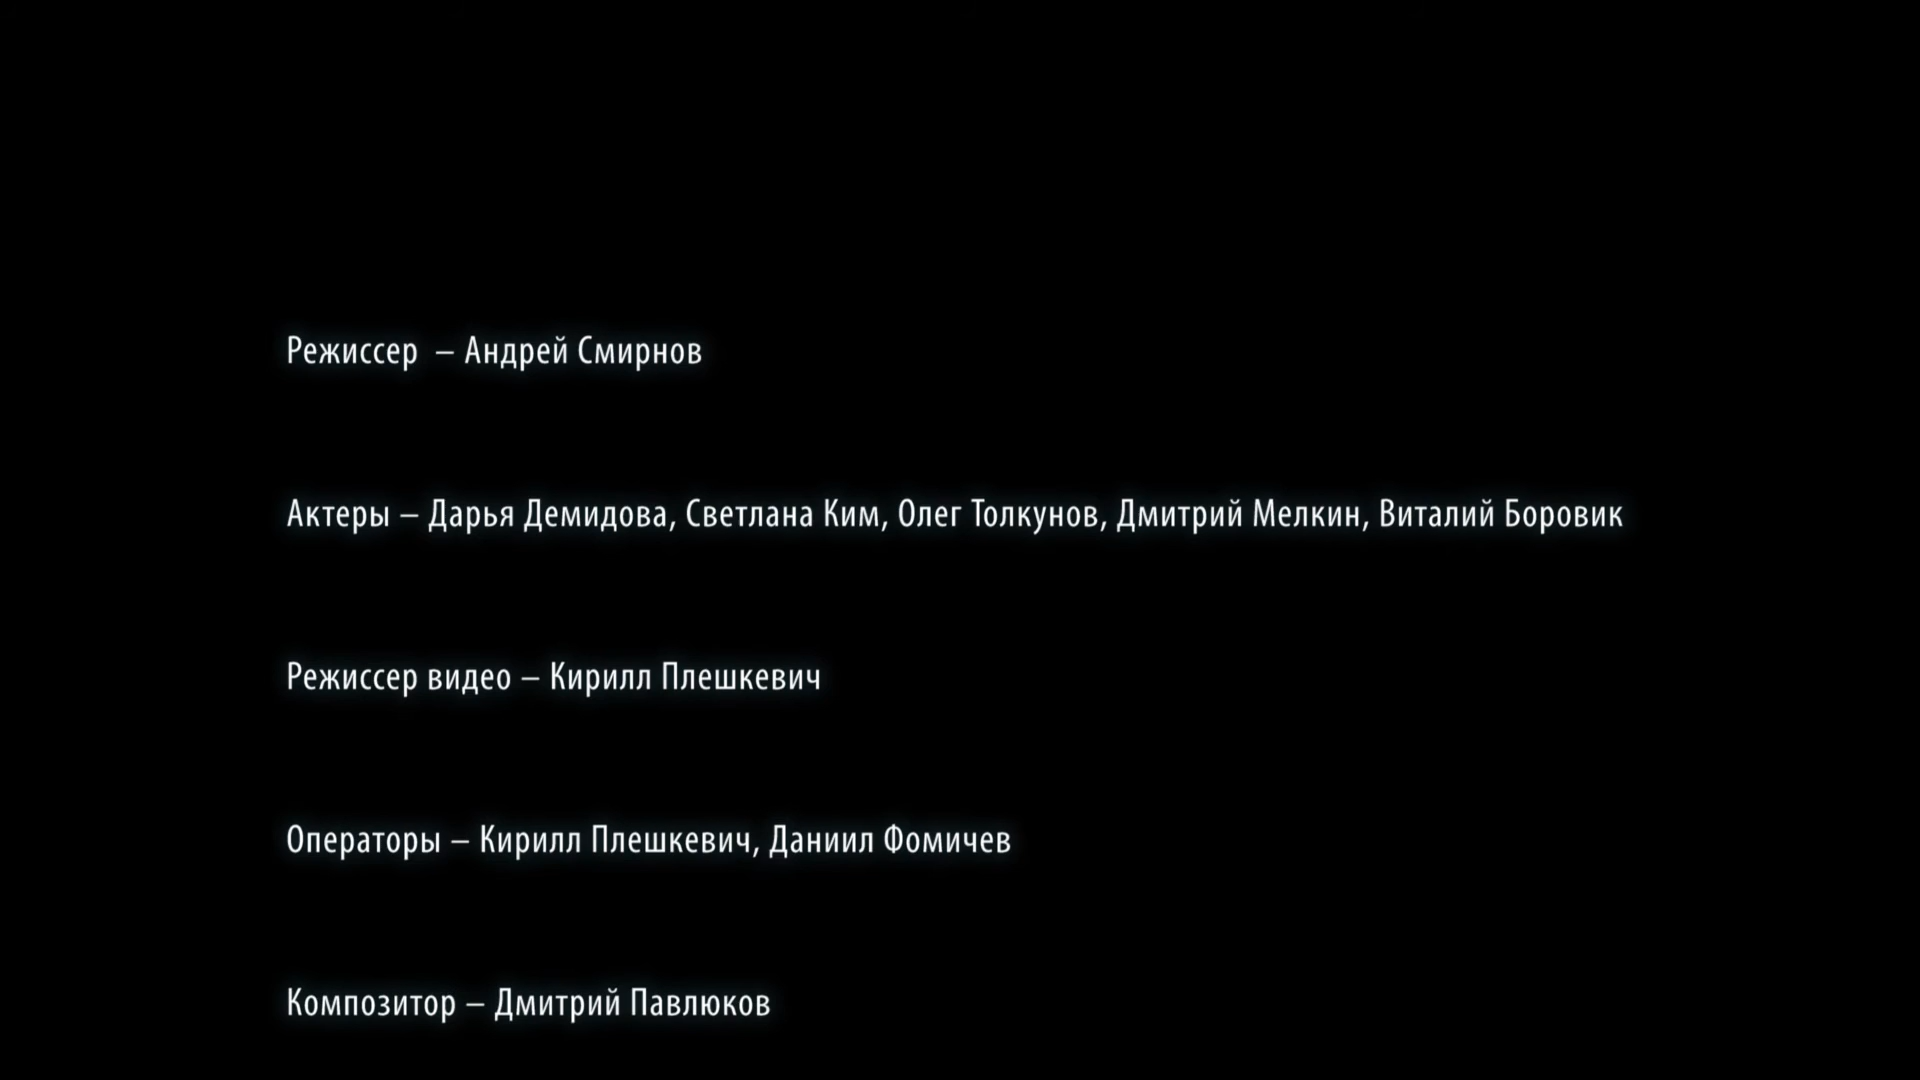 Режиссер – Андрей Смирнов
Актеры – Дарья Демидова, Светлана Ким, Олег Толкунов, Дмитрий Мелкин, Виталий Боровик
Режиссер видео – Кирилл Плешкевич
Операторы – Кирилл Плешкевич, Даниил Фомичев
Композитор – Дмитрий Павлюков